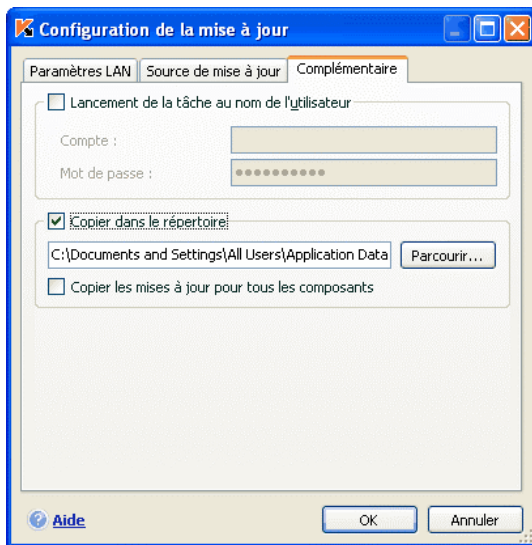 Configuration de la mise à jour
Paramètres LAN Source de mise à jour Complémentaire
Lancement de la tâche au nom de l'utilisateur
Compte :
Mot de passe : ••••••••••
Copier dans le répertoire
C:\Documents and Settings\All Users\Application Data Parcourir...
Copier les mises à jour pour tous les composants
Aide OK Annuler